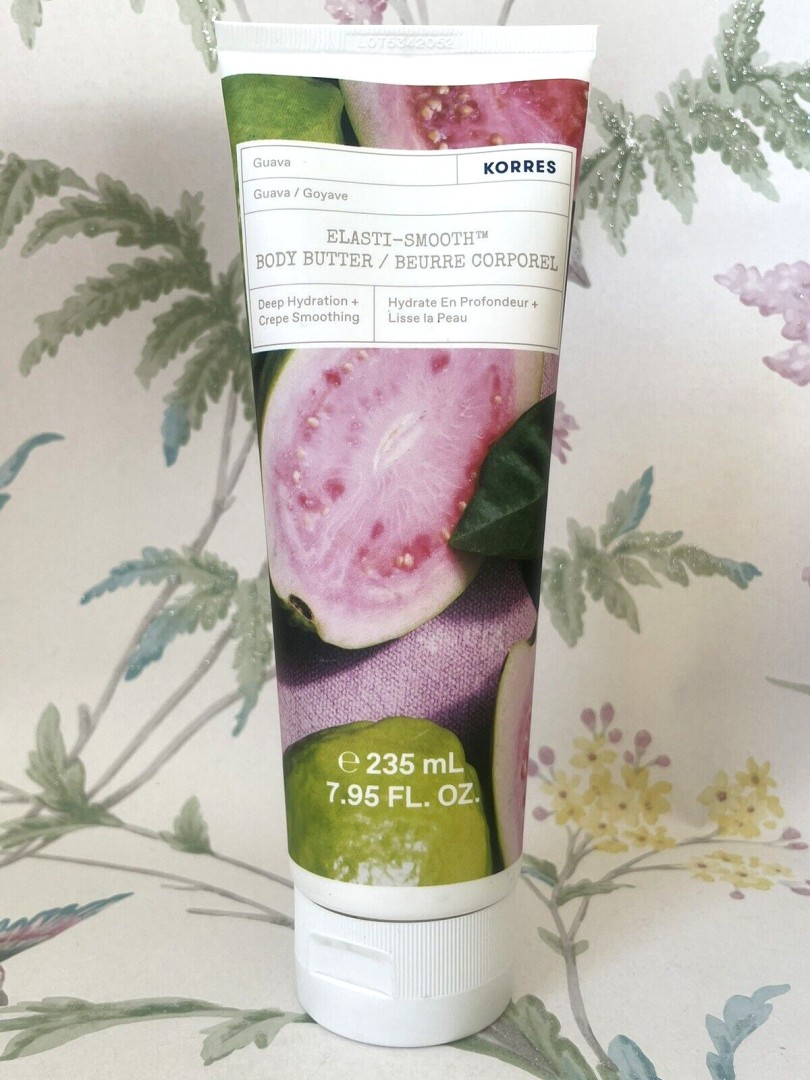 LOT5342052
Guava
KORRES
Guava / Goyave
ELASTI-SMOOTH™
BODY BUTTER / BEURRE CORPOREL
Deep Hydration +
Crepe Smoothing
Hydrate En Profondeur +
Lisse la Peau
℮ 235 mL
7.95 FL. OZ.